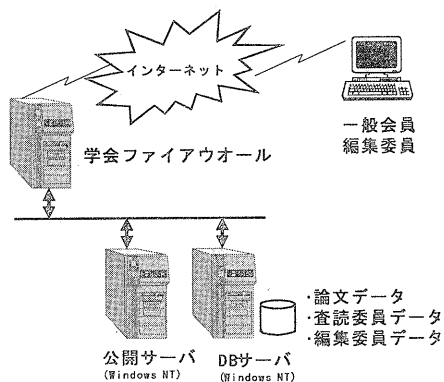 インターネット
一般会員
編集委員
学会ファイアウオール
・論文データ
・査読委員データ
・編集委員データ
公開サーバ
(Windows NT)
DBサーバ
(Windows NT)